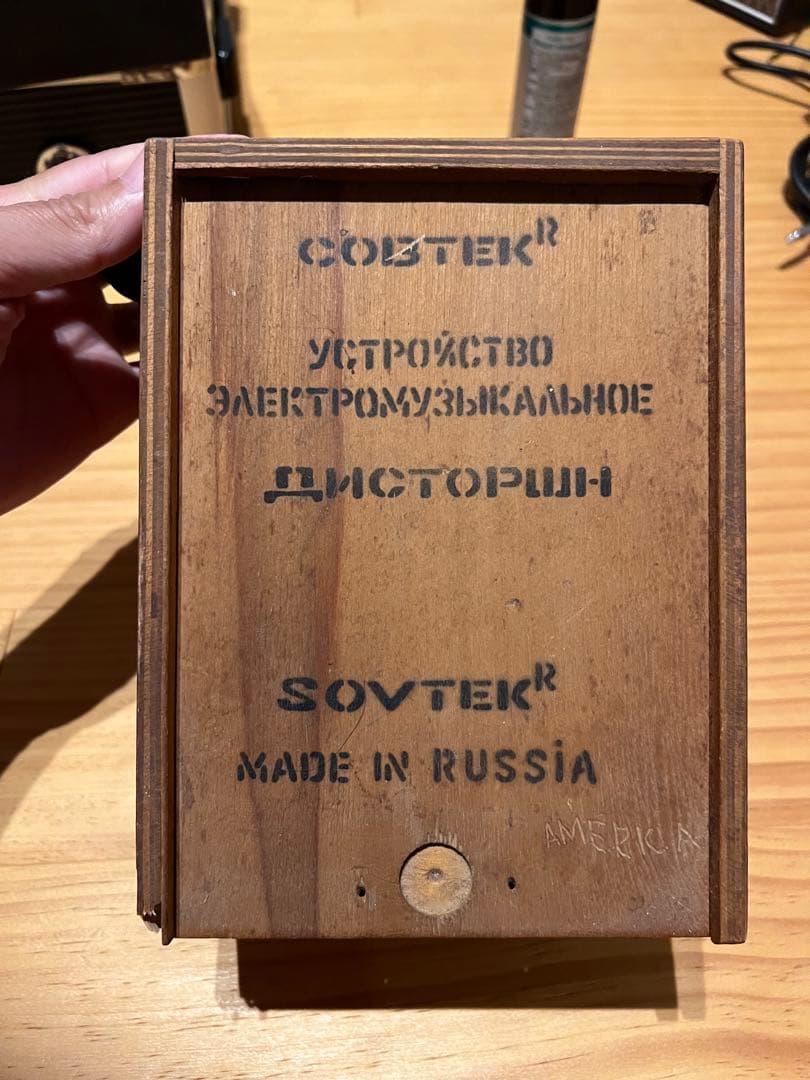 СОВТЕК R
УСТРОЙСТВО
ЭЛЕКТРОМУЗЫКАЛЬНОЕ
ДИСТОРШН
SOVTEK R
MADE IN RUSSIA
AMERICA